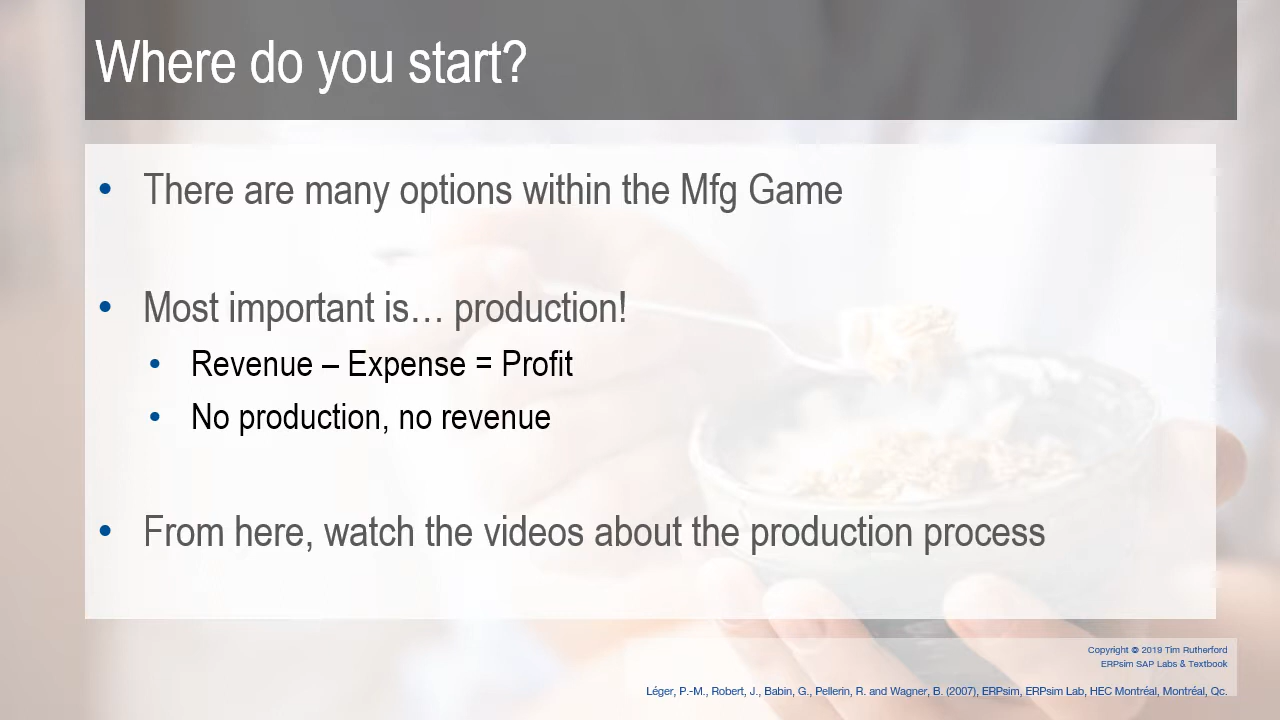 Where do you start?
• There are many options within the Mfg Game
• Most important is… production!
• Revenue – Expense = Profit
• No production, no revenue
• From here, watch the videos about the production process
Copyright © 2019 Tim Rutherford
ERPsim SAP Labs & Textbook
Léger, P.-M., Robert, J., Babin, G., Pellerin, R. and Wagner, B. (2007), ERPsim, ERPsim Lab, HEC Montréal, Montréal, Qc.